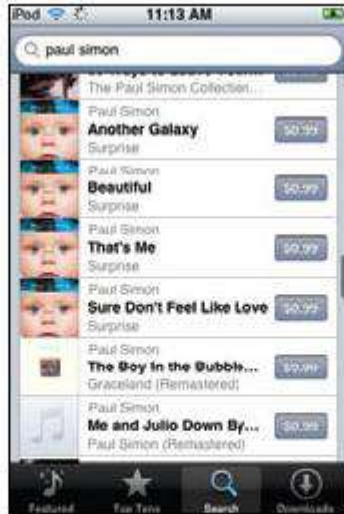 iPod 11:13 AM
paul simon
The Paul Simon Collection...
$0.99
Paul Simon
Another Galaxy
Surprise
$0.99
Paul Simon
Beautiful
Surprise
$0.99
Paul Simon
That's Me
Surprise
$0.99
Paul Simon
Sure Don't Feel Like Love
Surprise
$0.99
Paul Simon
The Boy In the Bubble...
Graceland (Remastered)
$0.99
Paul Simon
Me and Julio Down By...
Paul Simon (Remastered)
$0.99
Featured Top Tens Search Downloads